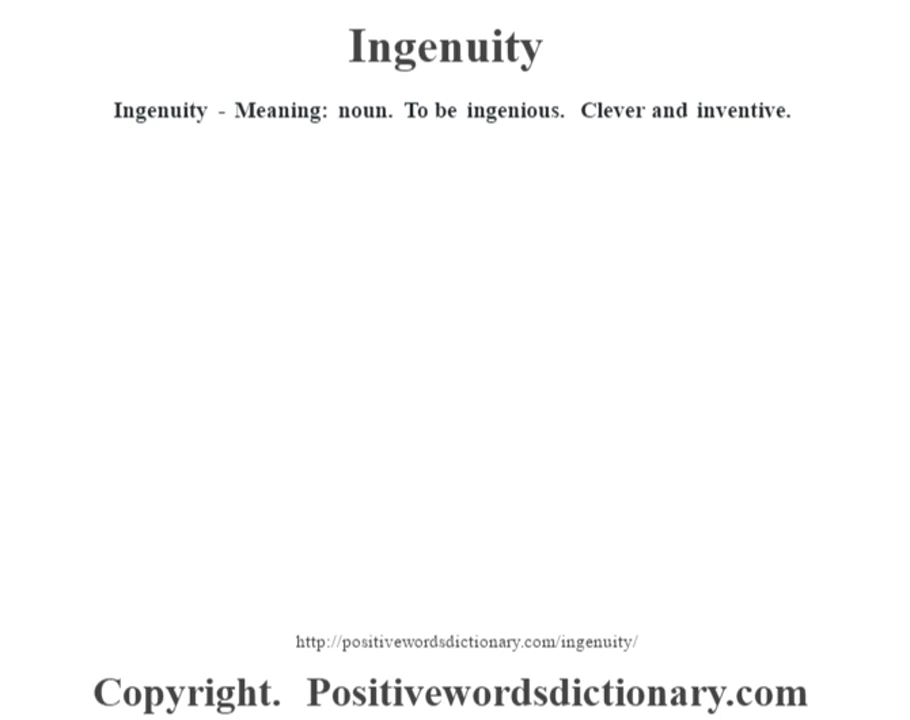 Ingenuity
Ingenuity - Meaning: noun. To be ingenious. Clever and inventive.
http://positivewordsdictionary.com/ingenuity/
Copyright. Positivewordsdictionary.com